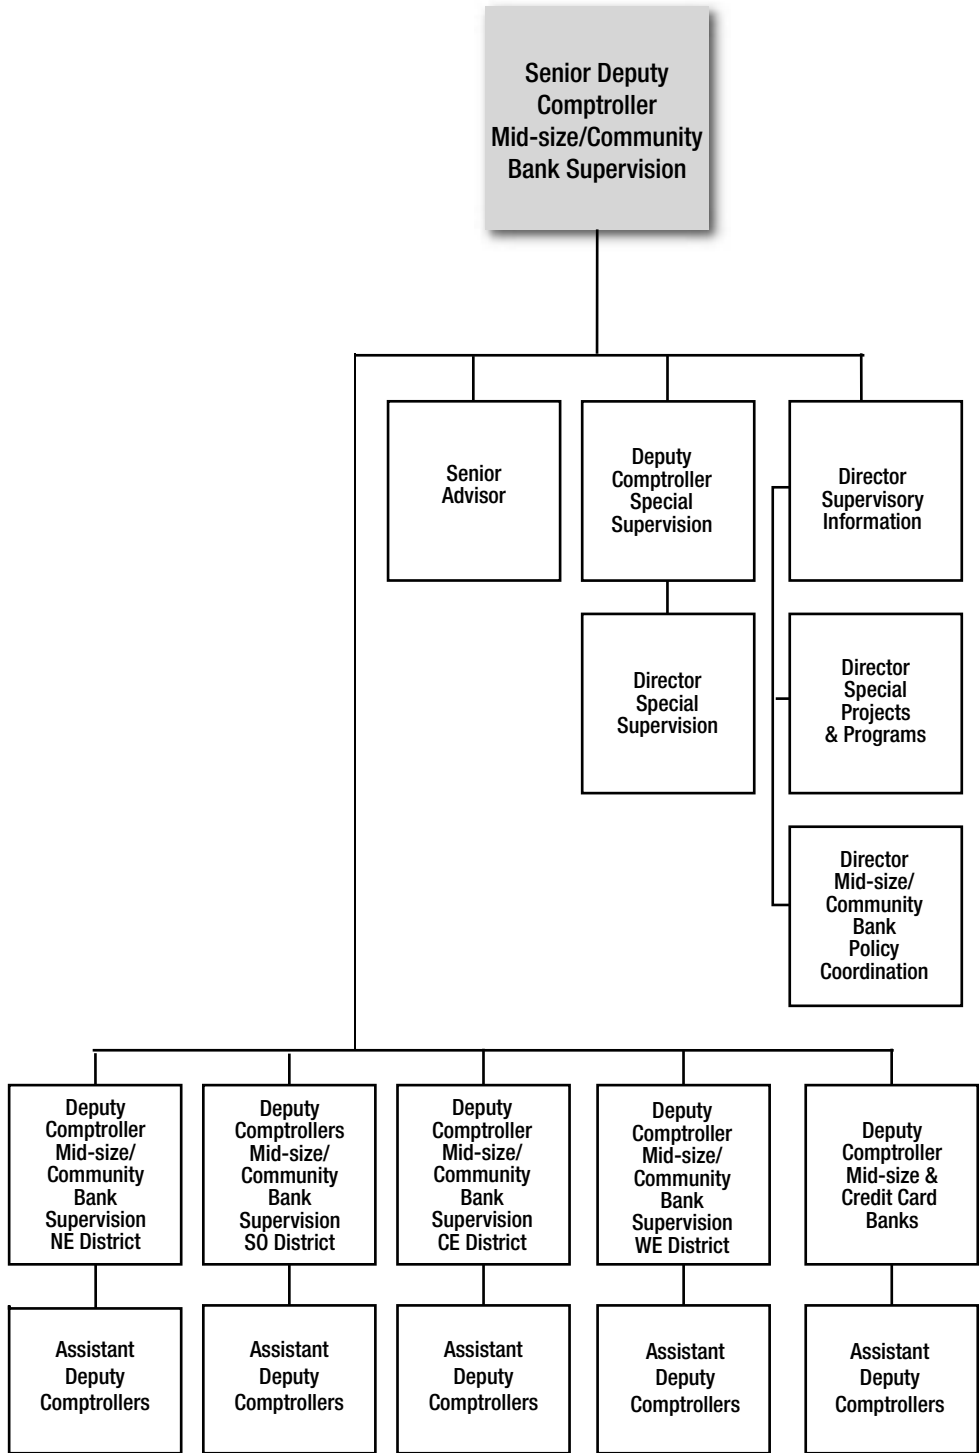 Senior Deputy
Comptroller
Mid-size/Community
Bank Supervision
Senior
Advisor
Deputy
Comptroller
Special
Supervision
Director
Supervisory
Information
Director
Special
Supervision
Director
Special
Projects
& Programs
Director
Mid-size/
Community
Bank
Policy
Coordination
Deputy
Comptroller
Mid-size/
Community
Bank
Supervision
NE District
Deputy
Comptrollers
Mid-size/
Community
Bank
Supervision
SO District
Deputy
Comptroller
Mid-size/
Community
Bank
Supervision
CE District
Deputy
Comptroller
Mid-size/
Community
Bank
Supervision
WE District
Deputy
Comptroller
Mid-size &
Credit Card
Banks
Assistant
Deputy
Comptrollers
Assistant
Deputy
Comptrollers
Assistant
Deputy
Comptrollers
Assistant
Deputy
Comptrollers
Assistant
Deputy
Comptrollers